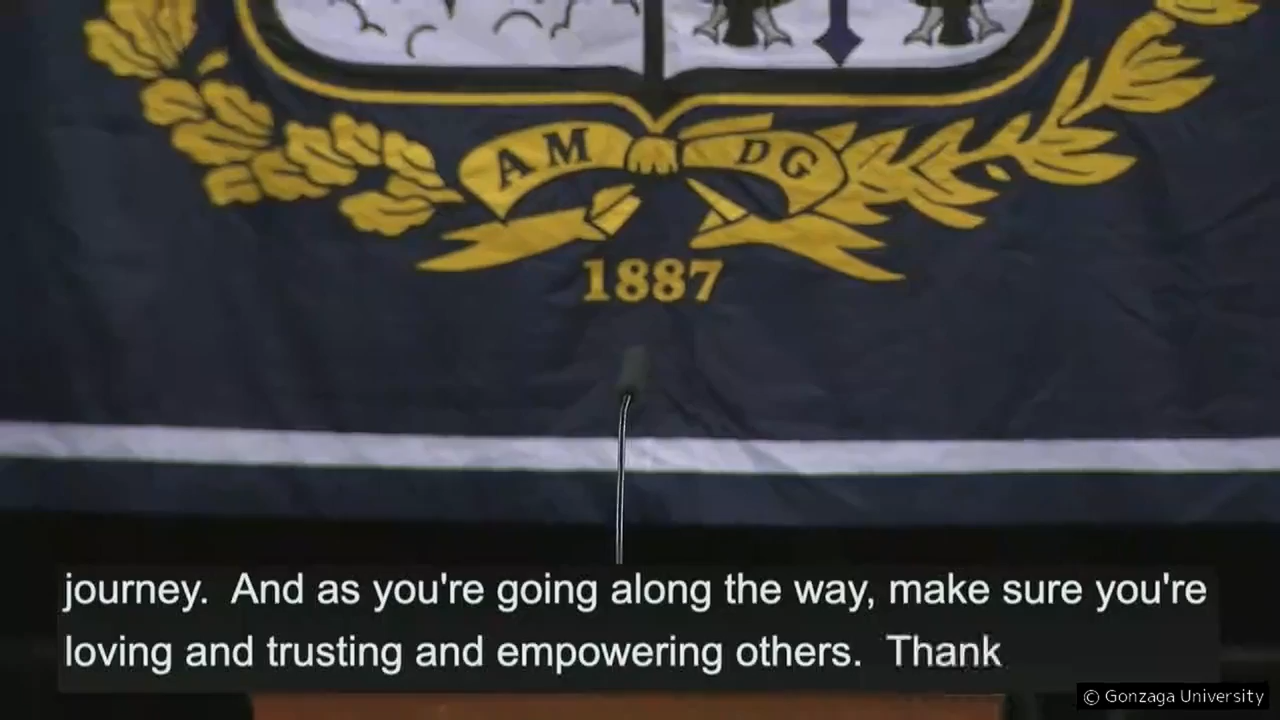 AM DG
1887
journey.  And as you're going along the way, make sure you're
loving and trusting and empowering others.  Thank
© Gonzaga University